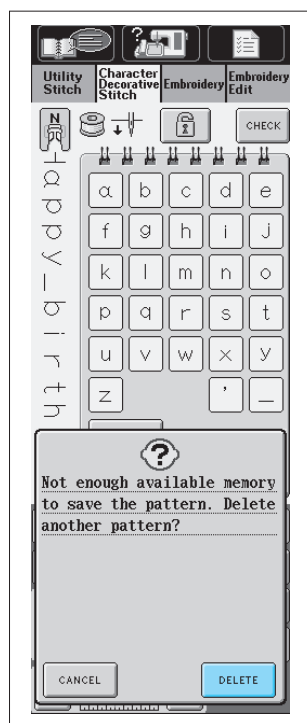 Utility
Stitch
Character
Decorative
Stitch
Embroidery
Embroidery
Edit
N
CHECK
Happy_birth
a b c d e
f g h i j
k l m n o
p q r s t
u v w x y
z ' _
Not enough available memory
to save the pattern. Delete
another pattern?
CANCEL
DELETE